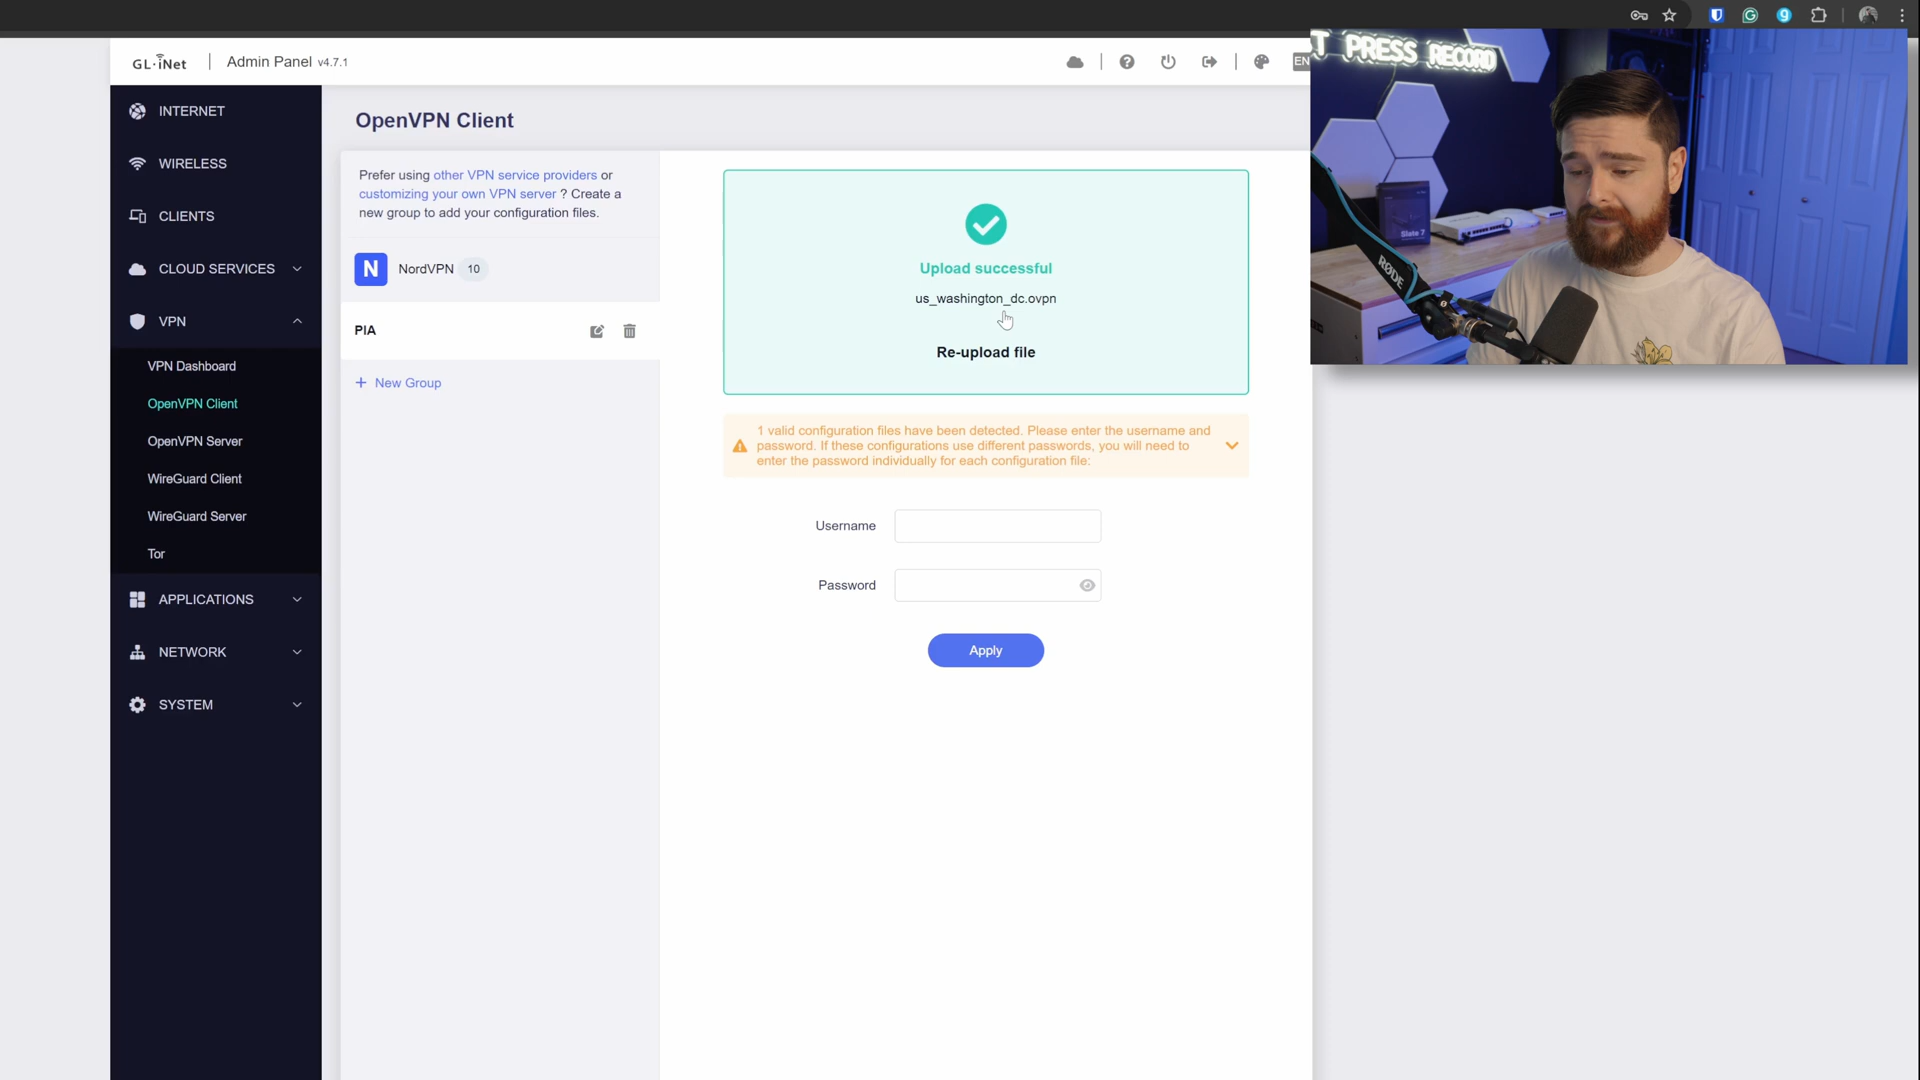 GL·iNet
Admin Panel v4.7.1
EN
INTERNET
WIRELESS
CLIENTS
CLOUD SERVICES
VPN
VPN Dashboard
OpenVPN Client
OpenVPN Server
WireGuard Client
WireGuard Server
Tor
APPLICATIONS
NETWORK
SYSTEM
OpenVPN Client
Prefer using other VPN service providers or
customizing your own VPN server ? Create a
new group to add your configuration files.
N NordVPN 10
PIA
+ New Group
Upload successful
us_washington_dc.ovpn
Re-upload file
1 valid configuration files have been detected. Please enter the username and
password. If these configurations use different passwords, you will need to
enter the password individually for each configuration file:
Username
Password
Apply
T PRESS RECORD
Slate 7
RØDE